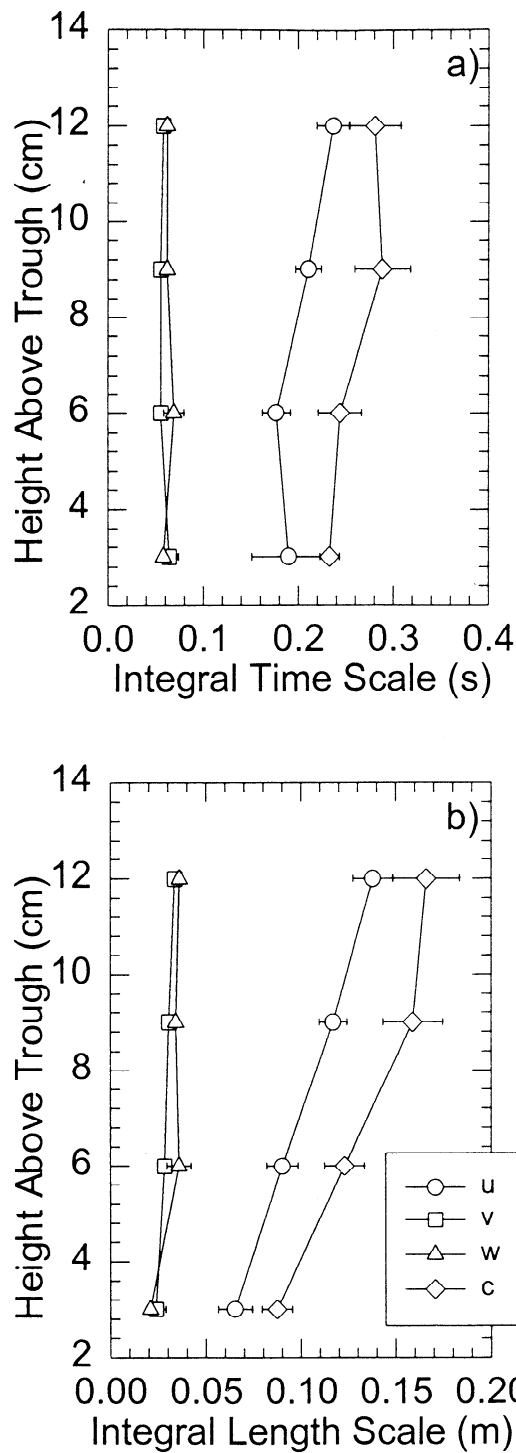 14
a)
12
10
8
6
4
2
Height Above Trough (cm)
0.0 0.1 0.2 0.3 0.4
Integral Time Scale (s)
14
b)
12
10
8
6
4
2
Height Above Trough (cm)
u
v
w
c
0.00 0.05 0.10 0.15 0.20
Integral Length Scale (m)